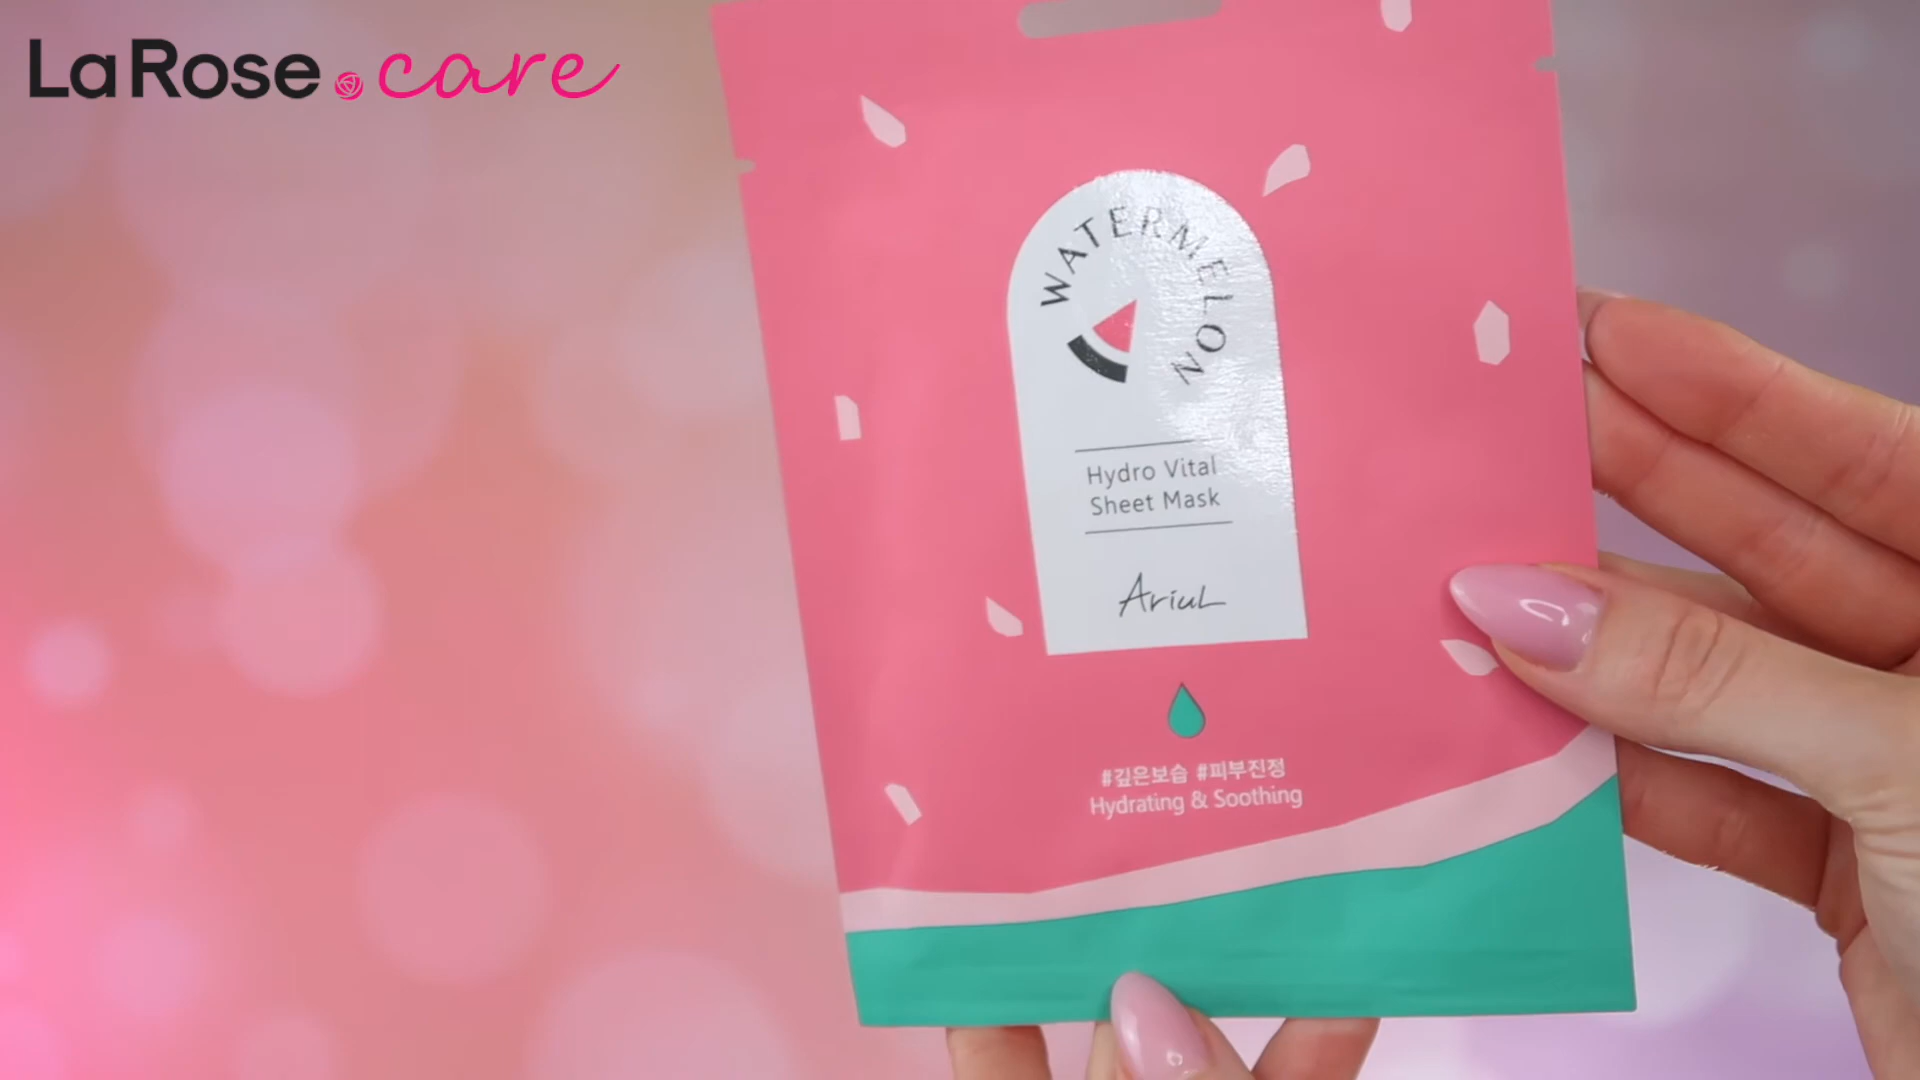 LaRose.care
WATERMELON
Hydro Vital
Sheet Mask
Ariul
#깊은보습 #피부진정
Hydrating & Soothing